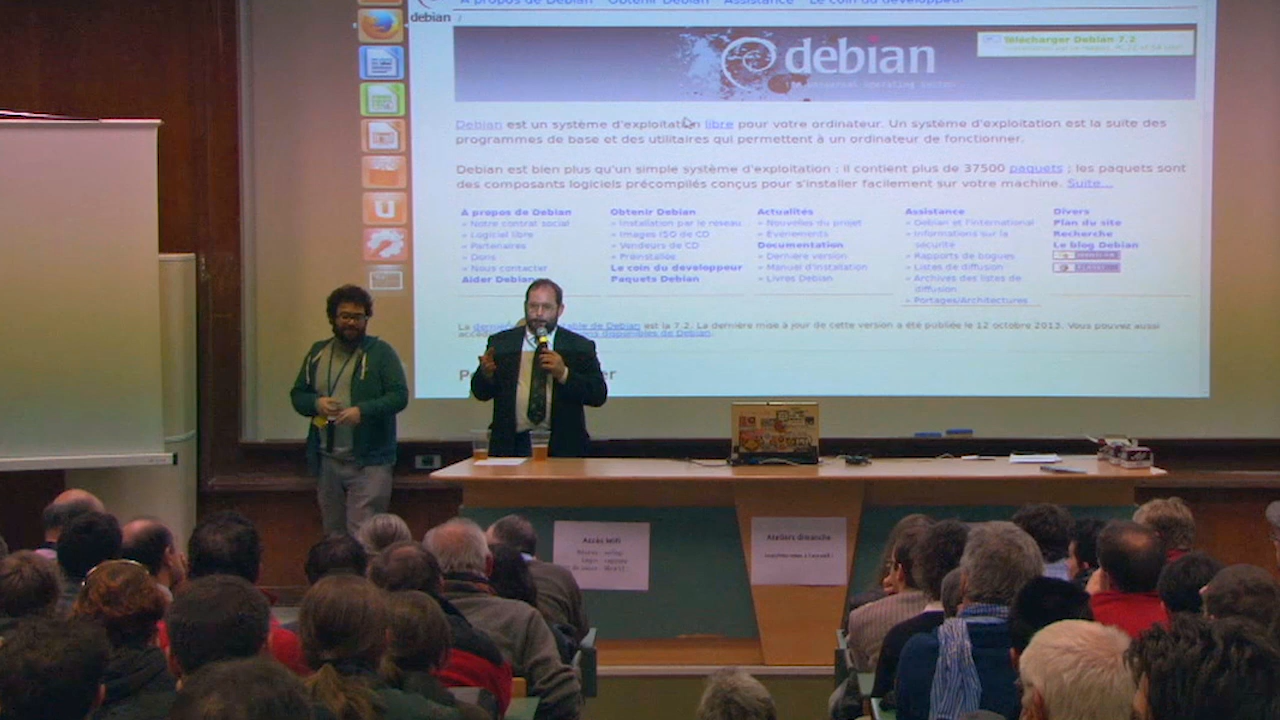 A propos de Debian Obtenir Debian Assistance Le coin du développeur
debian /
debian
Télécharger Debian 7.2
the universal operating system
Debian est un système d'exploitation libre pour votre ordinateur. Un système d'exploitation est la suite des
programmes de base et des utilitaires qui permettent à un ordinateur de fonctionner.
Debian est bien plus qu'un simple système d'exploitation : il contient plus de 37500 paquets ; les paquets sont
des composants logiciels précompilés conçus pour s'installer facilement sur votre machine. Suite...
A propos de Debian
» Notre contrat social
» Logiciel libre
» Partenaires
» Dons
» Nous contacter
Aider Debian
Obtenir Debian
» Installation par le réseau
» Images ISO de CD
» Vendeurs de CD
» Préinstallée
Le coin du développeur
Paquets Debian
Actualités
» Nouvelles du projet
» Événements
Documentation
» Dernière version
» Manuel d'installation
» Livres Debian
Assistance
» Debian et l'international
» Informations sur la
sécurité
» Rapports de bogues
» Listes de diffusion
» Archives des listes de
diffusion
» Portages/Architectures
Divers
Plan du site
Recherche
Le blog Debian
La table de Debian est la 7.2. La dernière mise à jour de cette version a été publiée le 12 octobre 2013. Vous pouvez aussi
disponibles de Debian.
Accès Wifi
Ateliers dimanche